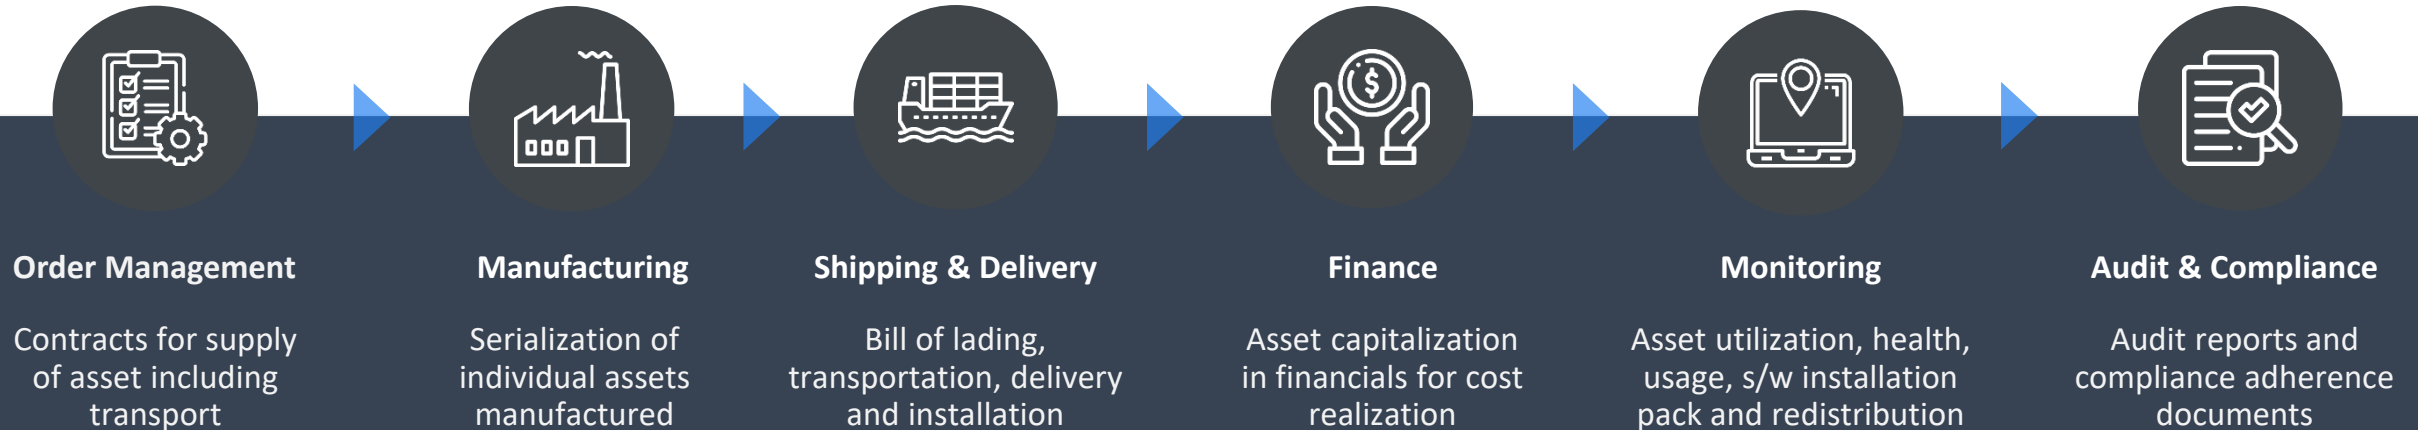 Order Management
Contracts for supply
of asset including
transport
Manufacturing
Serialization of
individual assets
manufactured
Shipping & Delivery
Bill of lading,
transportation, delivery
and installation
Finance
Asset capitalization
in financials for cost
realization
Monitoring
Asset utilization, health,
usage, s/w installation
pack and redistribution
Audit & Compliance
Audit reports and
compliance adherence
documents